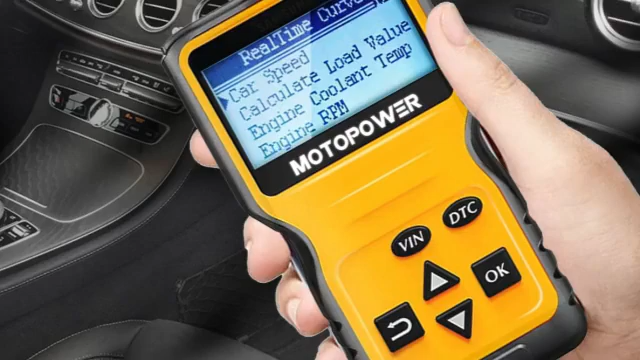 RealTime Curve
Car Speed
Calculate Load Value
Engine Coolant Temp
Engine RPM
MOTOPOWER
VIN
DTC
OK